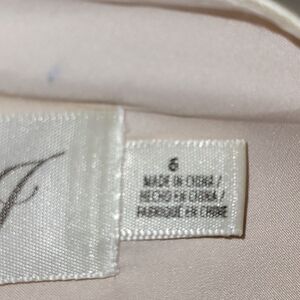 6
MADE IN CHINA /
HECHO EN CHINA /
FABRIQUÉ EN CHINE